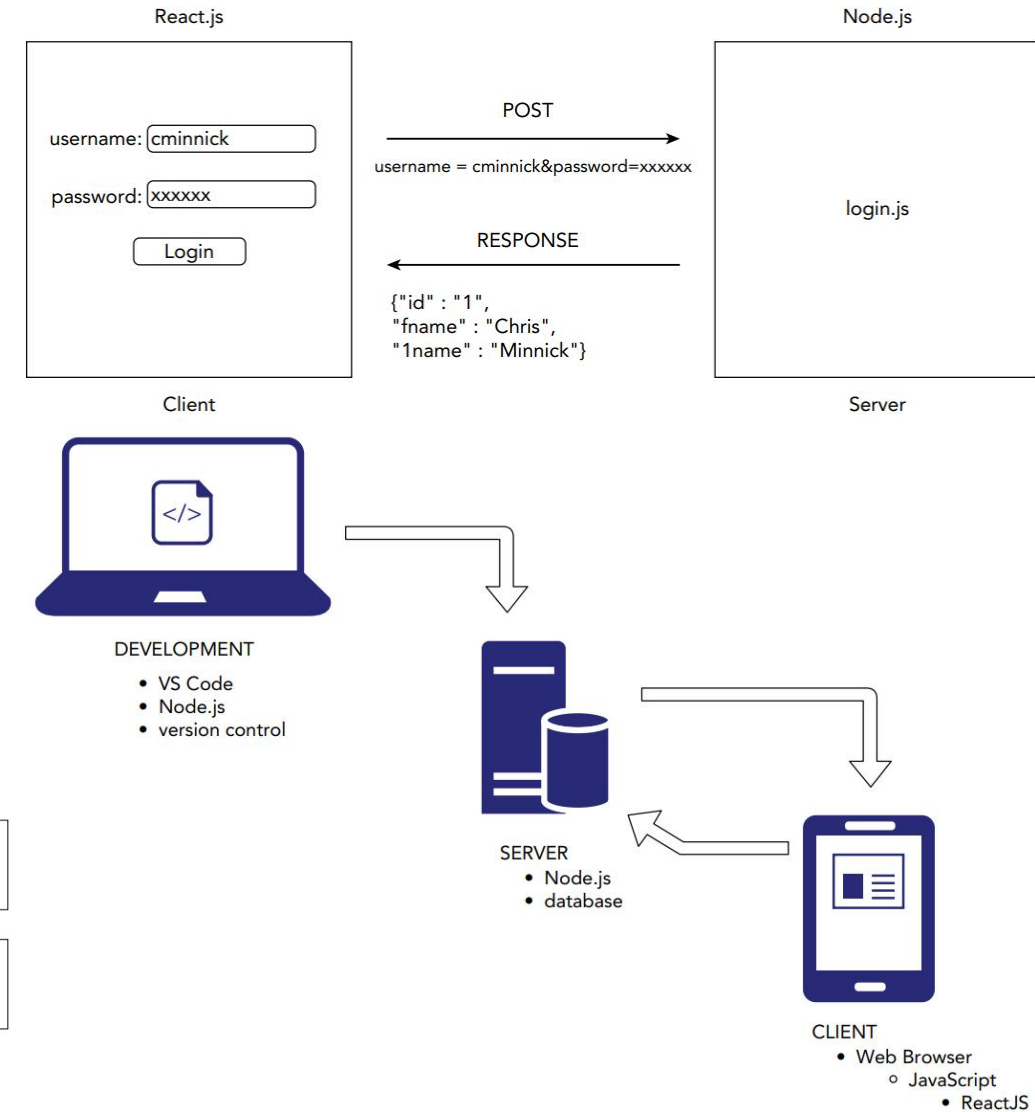 React.js
Node.js
username: cminnick
password: xxxxxx
Login
POST
username = cminnick&password=xxxxxx
RESPONSE
{"id" : "1",
"fname" : "Chris",
"1name" : "Minnick"}
login.js
Client
Server
</>
DEVELOPMENT
• VS Code
• Node.js
• version control
SERVER
• Node.js
• database
CLIENT
• Web Browser
○ JavaScript
• ReactJS